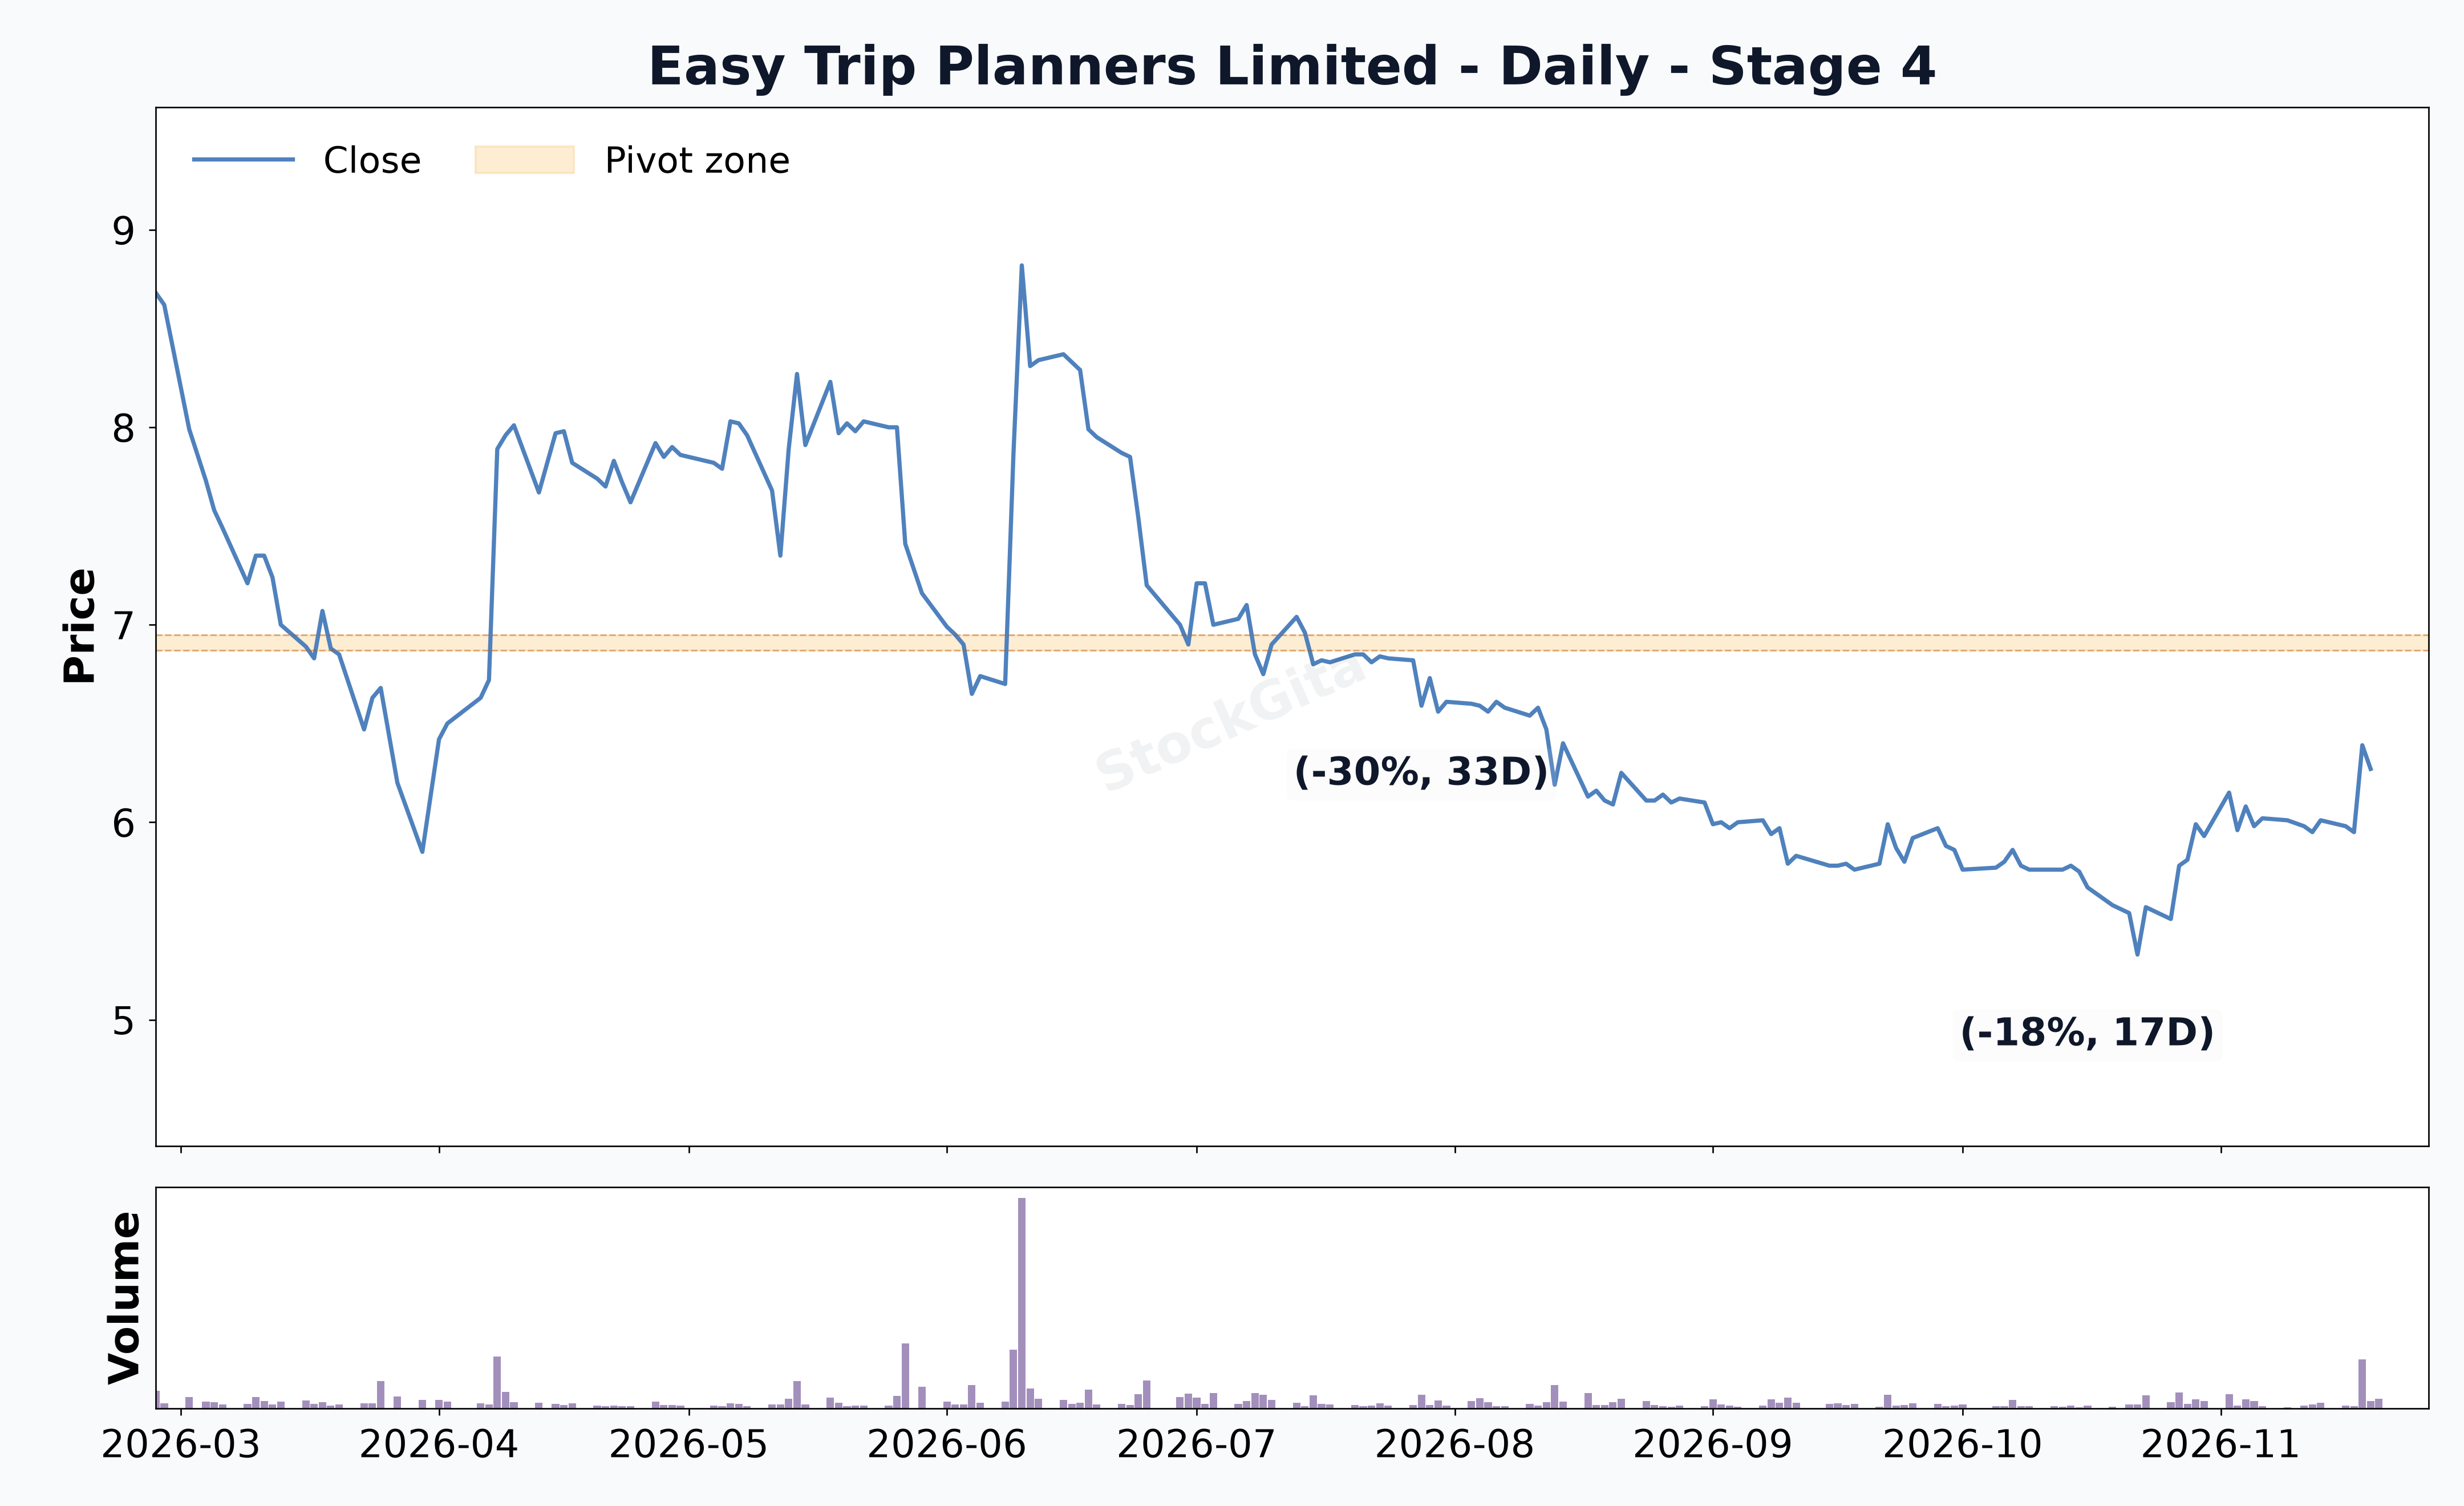 Easy Trip Planners Limited - Daily - Stage 4
Close
Pivot zone
9
8
7
6
5
Price
StockGita
(-30%, 33D)
(-18%, 17D)
Volume
2026-03
2026-04
2026-05
2026-06
2026-07
2026-08
2026-09
2026-10
2026-11